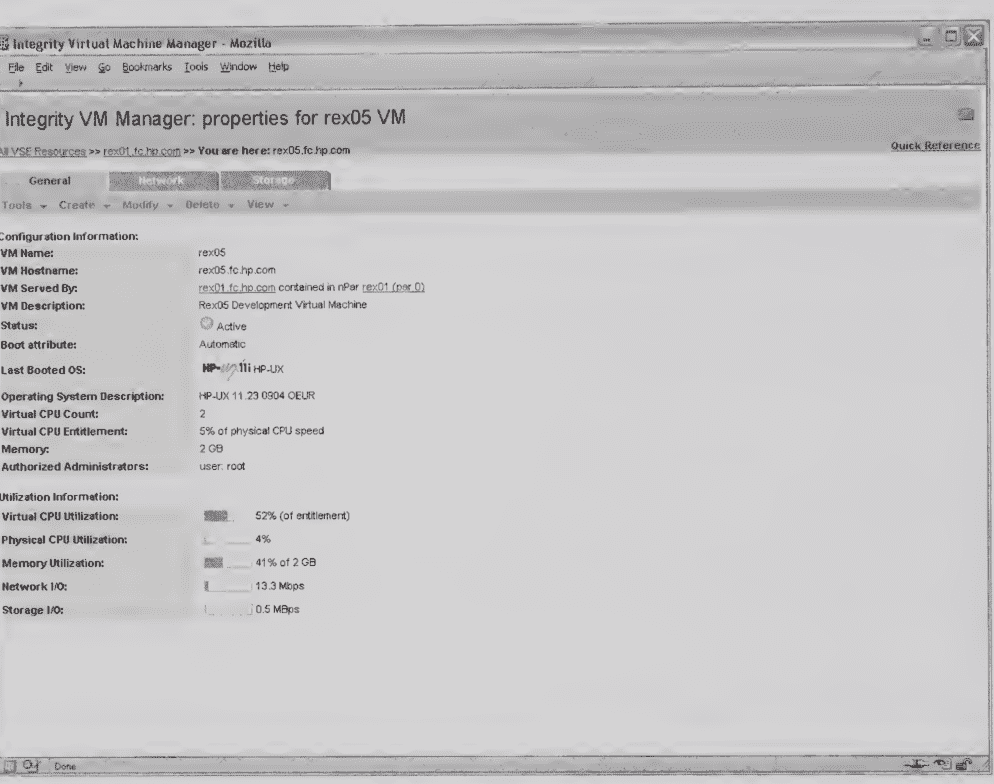 Integrity Virtual Machine Manager - Mozilla
File Edit View Go Bookmarks Tools Window Help
Integrity VM Manager: properties for rex05 VM
All VSE Resources >> rex01.fc.hp.com >> You are here: rex05.fc.hp.com
Quick Reference
General Network Storage
Tools Create Modify Delete View
Configuration Information:
VM Name: rex05
VM Hostname: rex05.fc.hp.com
VM Served By: rex01.fc.hp.com contained in nPar rex01 (par 0)
VM Description: Rex05 Development Virtual Machine
Status: Active
Boot attribute: Automatic
Last Booted OS: HP-ux 11i HP-UX
Operating System Description: HP-UX 11.23 0904 OEUR
Virtual CPU Count: 2
Virtual CPU Entitlement: 5% of physical CPU speed
Memory: 2 GB
Authorized Administrators: user: root
Utilization Information:
Virtual CPU Utilization: 52% (of entitlement)
Physical CPU Utilization: 4%
Memory Utilization: 41% of 2 GB
Network I/O: 13.3 Mbps
Storage I/O: 0.5 MBps
Done